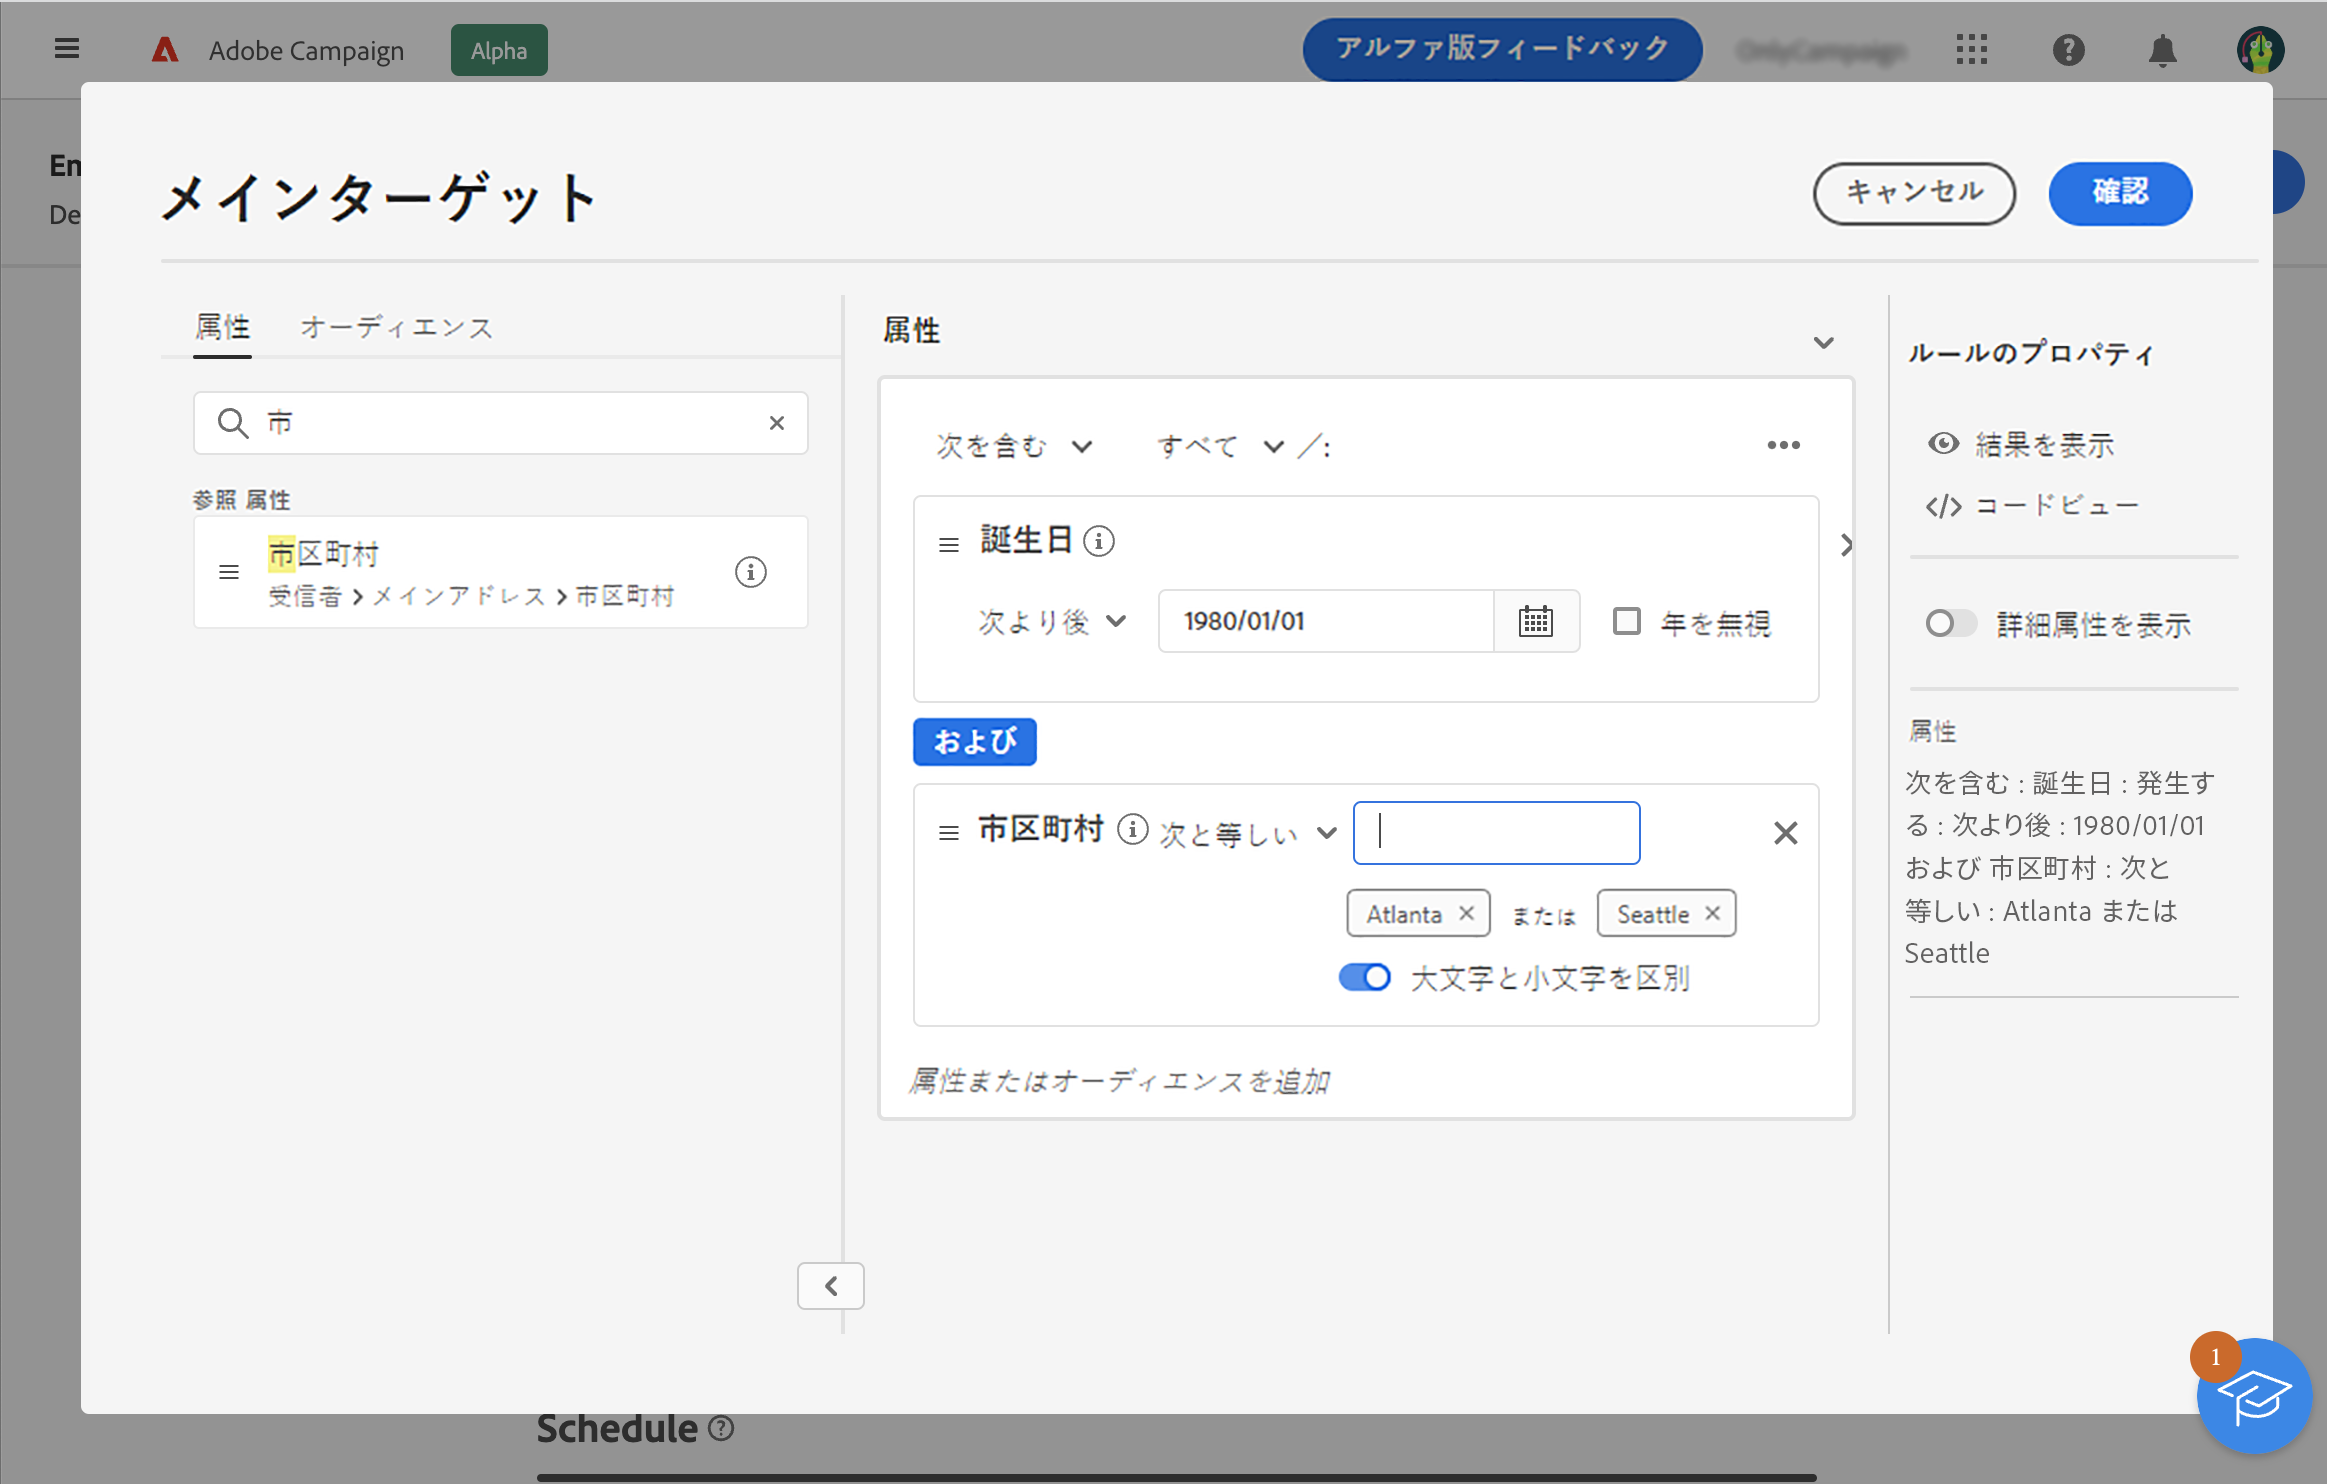 Adobe Campaign
Alpha
アルファ版フィードバック
En
De
メインターゲット
キャンセル
確認
属性
オーディエンス
市
参照 属性
市区町村
受信者 > メインアドレス > 市区町村
属性
次を含む
すべて
／:
誕生日
次より後
1980/01/01
年を無視
および
市区町村
次と等しい
Atlanta
または
Seattle
大文字と小文字を区別
属性またはオーディエンスを追加
ルールのプロパティ
結果を表示
</> コードビュー
詳細属性を表示
属性
次を含む : 誕生日 : 発生す
る : 次より後 : 1980/01/01
および 市区町村 : 次と
等しい : Atlanta または
Seattle
1
Schedule